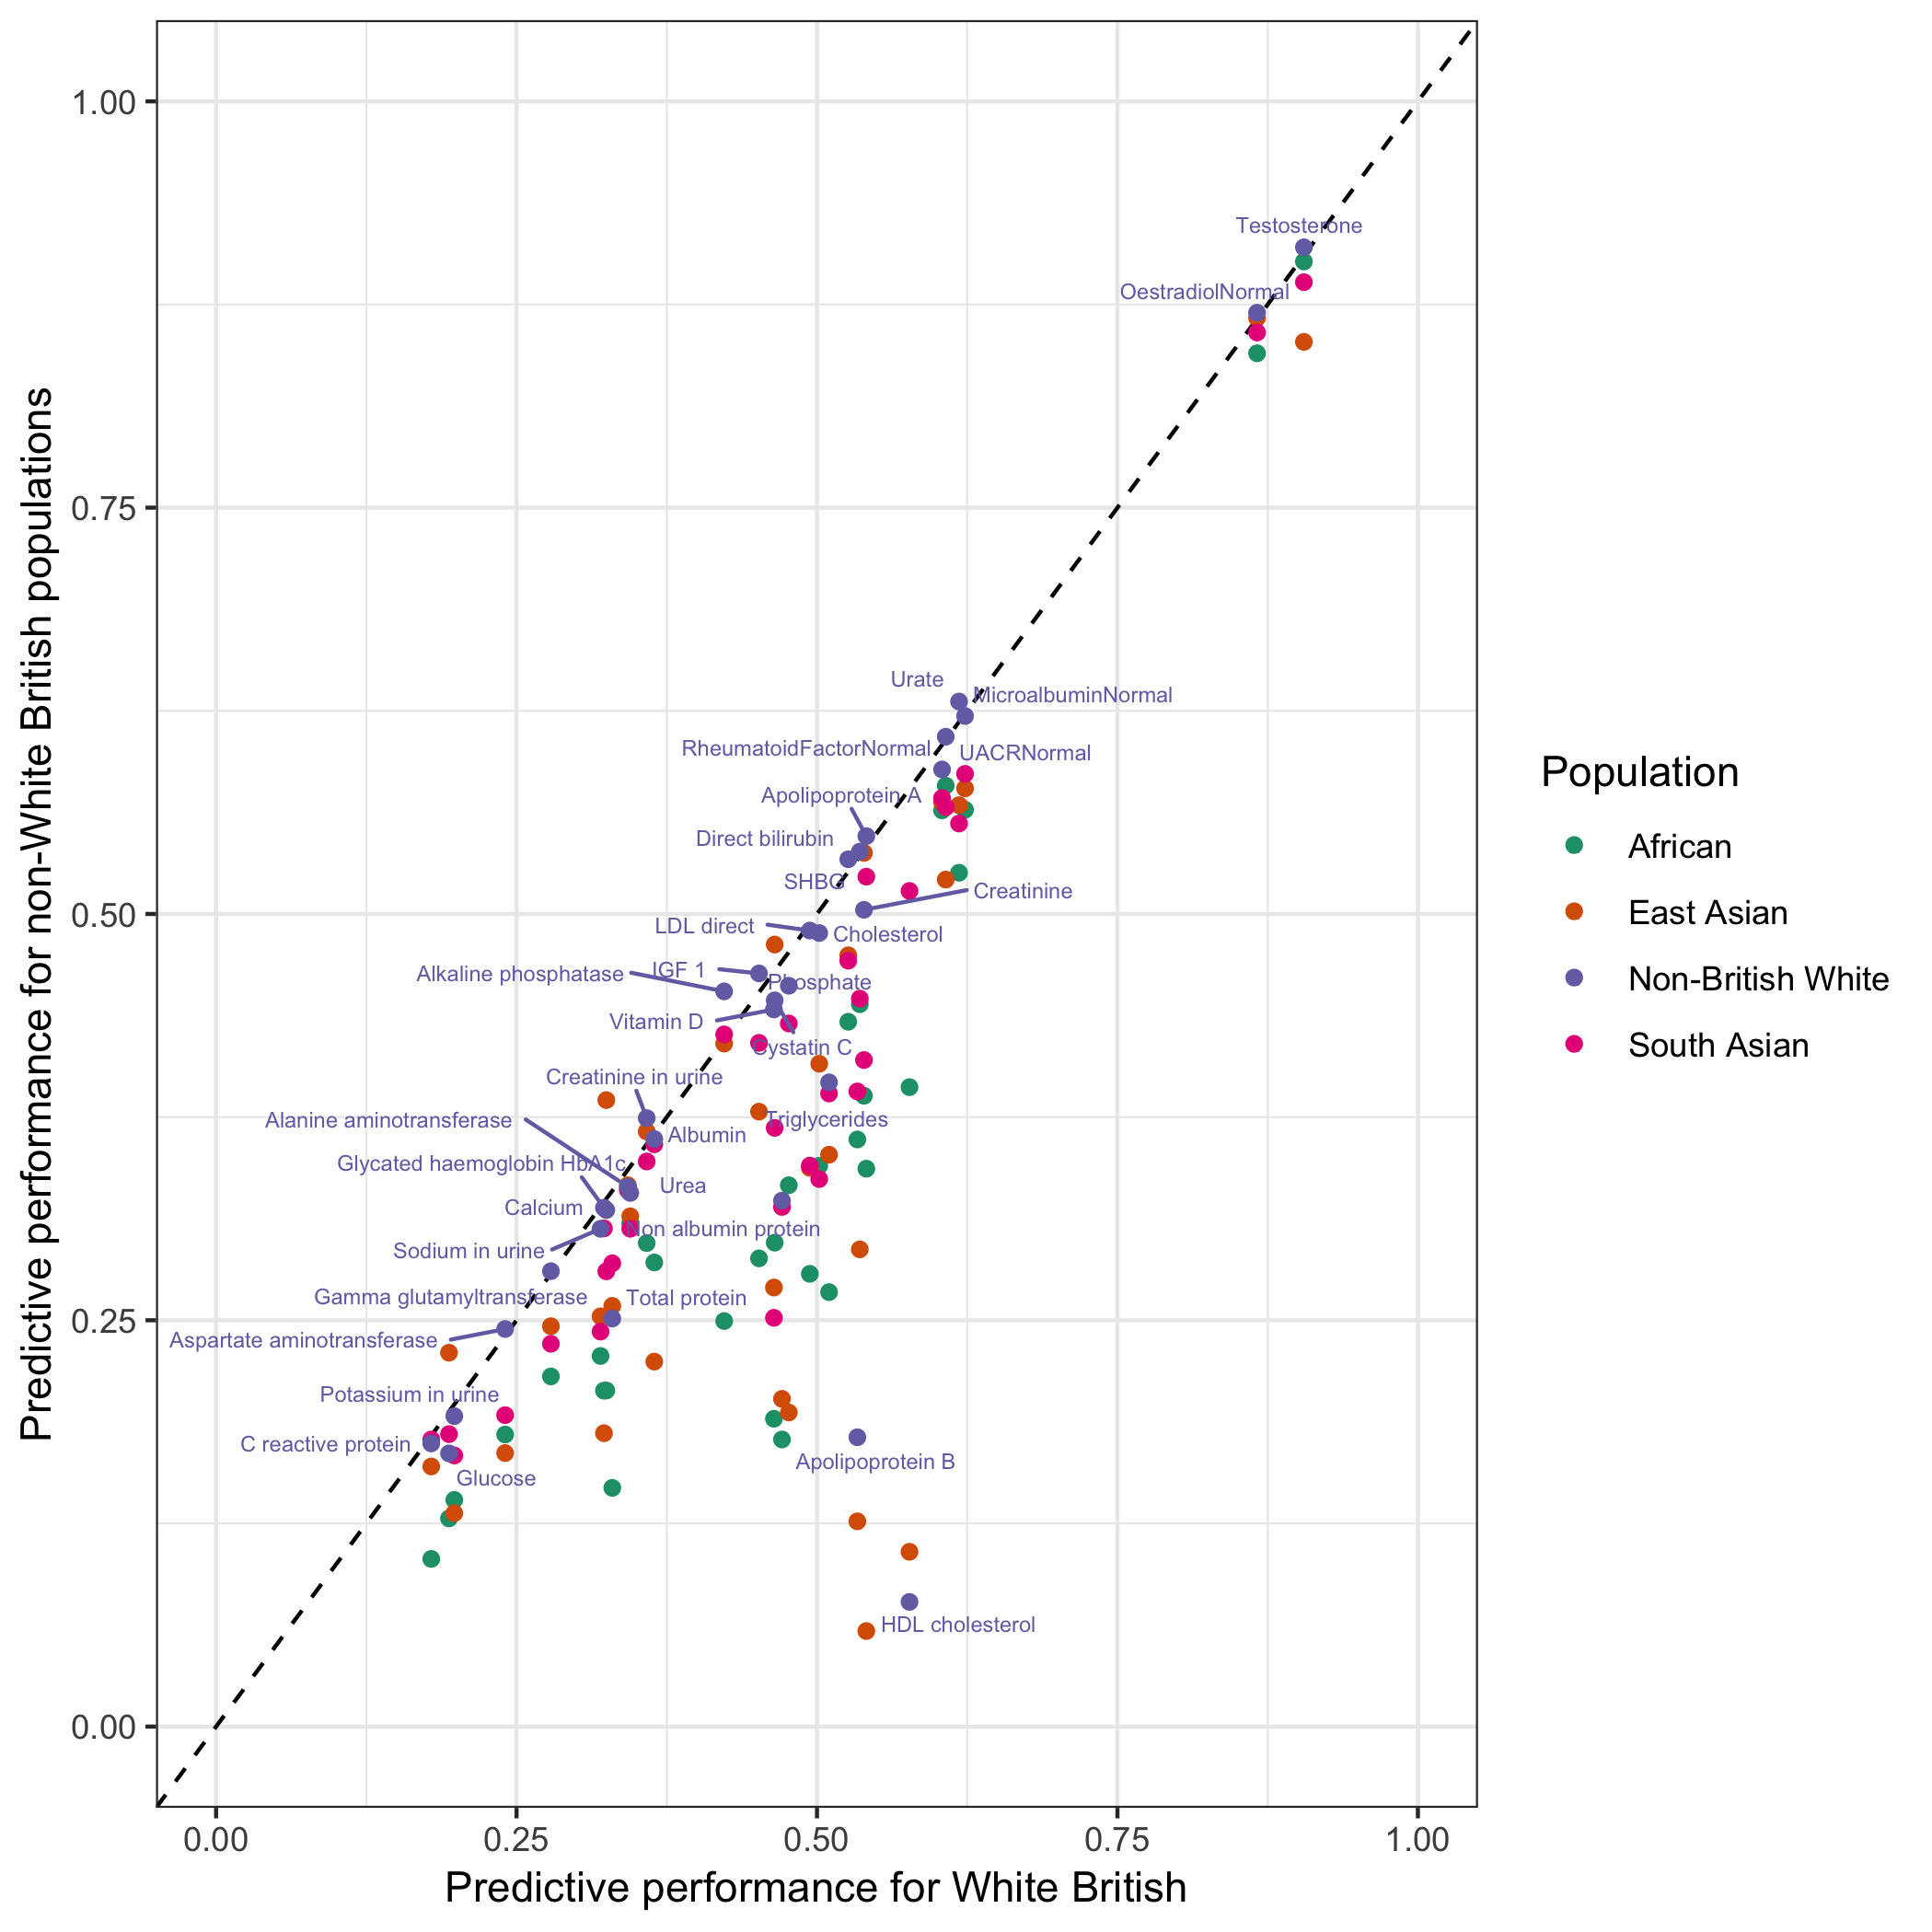 1.00
0.75
0.50
0.25
0.00
Predictive performance for non-White British populations
Testosterone
OestradiolNormal
Urate
MicroalbuminNormal
RheumatoidFactorNormal
UACRNormal
Apolipoprotein A
Direct bilirubin
SHBG
Creatinine
LDL direct
Cholesterol
IGF 1
Alkaline phosphatase
Phosphate
Vitamin D
Cystatin C
Creatinine in urine
Alanine aminotransferase
Triglycerides
Albumin
Glycated haemoglobin HbA1c
Urea
Calcium
Non albumin protein
Sodium in urine
Gamma glutamyltransferase
Total protein
Aspartate aminotransferase
Potassium in urine
C reactive protein
Apolipoprotein B
Glucose
HDL cholesterol
0.00 0.25 0.50 0.75 1.00
Predictive performance for White British
Population
African
East Asian
Non-British White
South Asian